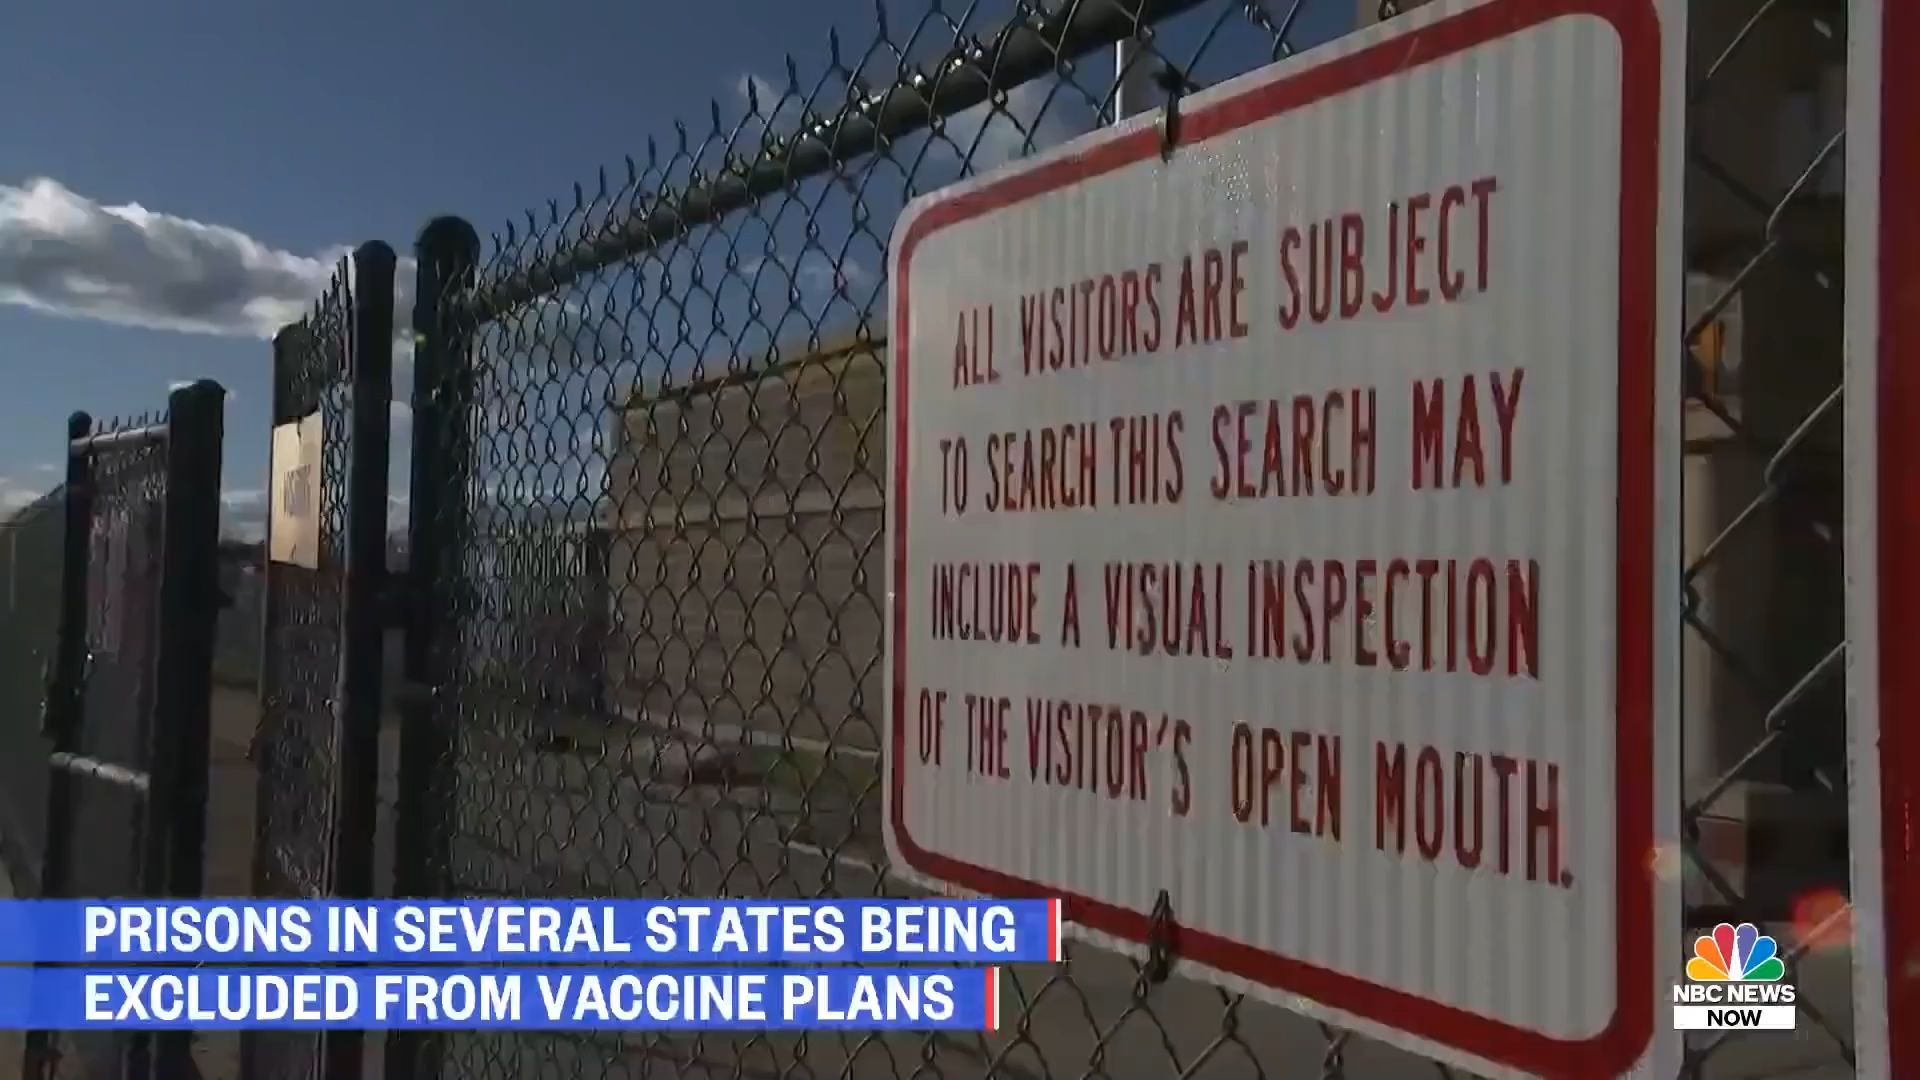 ALL VISITORS ARE SUBJECT
TO SEARCH THIS SEARCH MAY
INCLUDE A VISUAL INSPECTION
OF THE VISITOR'S OPEN MOUTH.
PRISONS IN SEVERAL STATES BEING
EXCLUDED FROM VACCINE PLANS
NBC NEWS
NOW